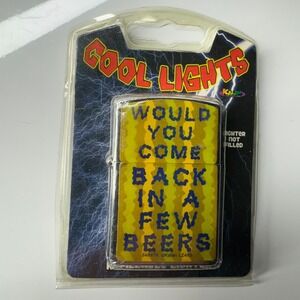 COOL LIGHTS
LIGHTER
NOT
FILLED
WOULD
YOU
COME
BACK
IN A
FEW
BEERS